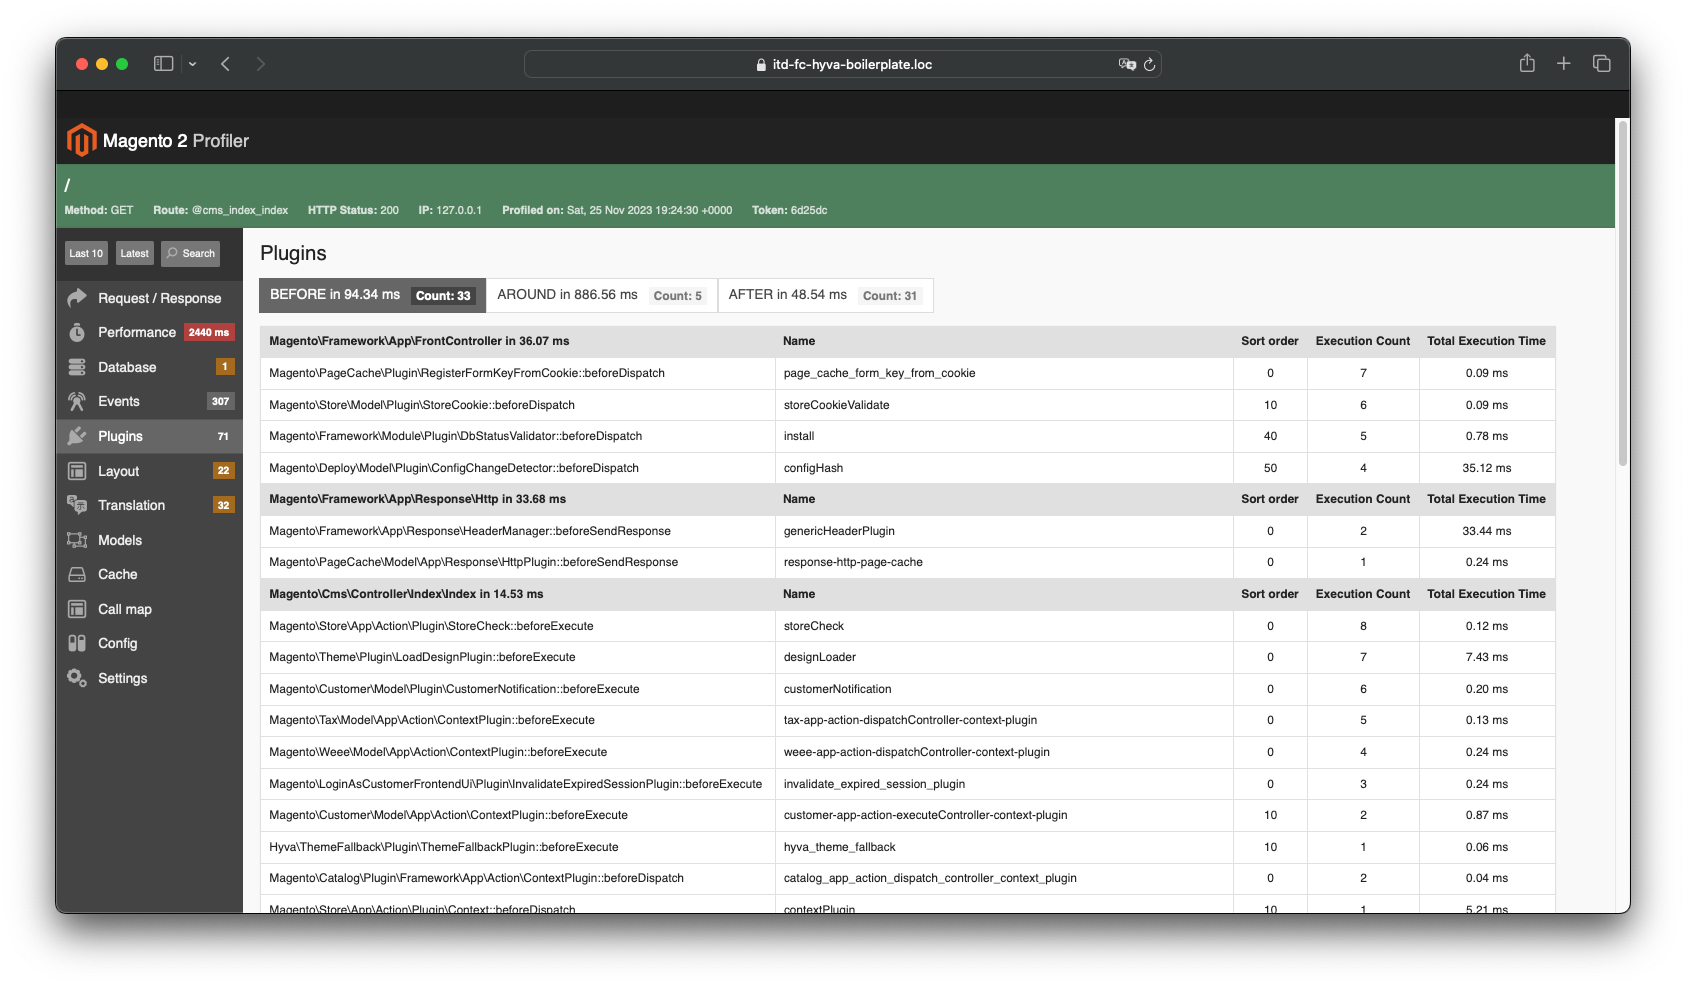 itd-fc-hyva-boilerplate.loc
Magento 2 Profiler
/
Method: GET Route: @cms_index_index HTTP Status: 200 IP: 127.0.0.1 Profiled on: Sat, 25 Nov 2023 19:24:30 +0000 Token: 6d25dc
Last 10 Latest Search
Request / Response
Performance 2440 ms
Database 1
Events 307
Plugins 71
Layout 22
Translation 32
Models
Cache
Call map
Config
Settings
Plugins
BEFORE in 94.34 ms Count: 33 AROUND in 886.56 ms Count: 5 AFTER in 48.54 ms Count: 31
Magento\Framework\App\FrontController in 36.07 ms Name Sort order Execution Count Total Execution Time
Magento\PageCache\Plugin\RegisterFormKeyFromCookie::beforeDispatch page_cache_form_key_from_cookie 0 7 0.09 ms
Magento\Store\Model\Plugin\StoreCookie::beforeDispatch storeCookieValidate 10 6 0.09 ms
Magento\Framework\Module\Plugin\DbStatusValidator::beforeDispatch install 40 5 0.78 ms
Magento\Deploy\Model\Plugin\ConfigChangeDetector::beforeDispatch configHash 50 4 35.12 ms
Magento\Framework\App\Response\Http in 33.68 ms Name Sort order Execution Count Total Execution Time
Magento\Framework\App\Response\HeaderManager::beforeSendResponse genericHeaderPlugin 0 2 33.44 ms
Magento\PageCache\Model\App\Response\HttpPlugin::beforeSendResponse response-http-page-cache 0 1 0.24 ms
Magento\Cms\Controller\Index\Index in 14.53 ms Name Sort order Execution Count Total Execution Time
Magento\Store\App\Action\Plugin\StoreCheck::beforeExecute storeCheck 0 8 0.12 ms
Magento\Theme\Plugin\LoadDesignPlugin::beforeExecute designLoader 0 7 7.43 ms
Magento\Customer\Model\Plugin\CustomerNotification::beforeExecute customerNotification 0 6 0.20 ms
Magento\Tax\Model\App\Action\ContextPlugin::beforeExecute tax-app-action-dispatchController-context-plugin 0 5 0.13 ms
Magento\Weee\Model\App\Action\ContextPlugin::beforeExecute weee-app-action-dispatchController-context-plugin 0 4 0.24 ms
Magento\LoginAsCustomerFrontendUi\Plugin\InvalidateExpiredSessionPlugin::beforeExecute invalidate_expired_session_plugin 0 3 0.24 ms
Magento\Customer\Model\App\Action\ContextPlugin::beforeExecute customer-app-action-executeController-context-plugin 10 2 0.87 ms
Hyva\ThemeFallback\Plugin\ThemeFallbackPlugin::beforeExecute hyva_theme_fallback 10 1 0.06 ms
Magento\Catalog\Plugin\Framework\App\Action\ContextPlugin::beforeDispatch catalog_app_action_dispatch_controller_context_plugin 0 2 0.04 ms
Magento\Store\App\Action\Plugin\Context::beforeDispatch contextPlugin 10 1 5.21 ms